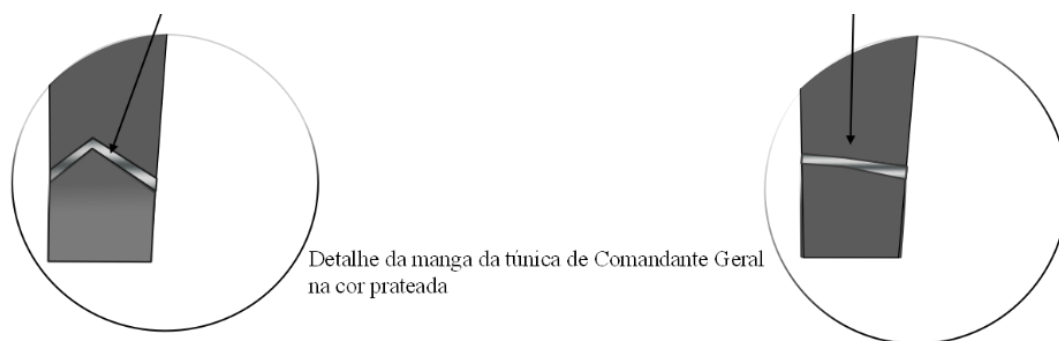 Detalhe da manga da túnica de Comandante Geral
na cor prateada